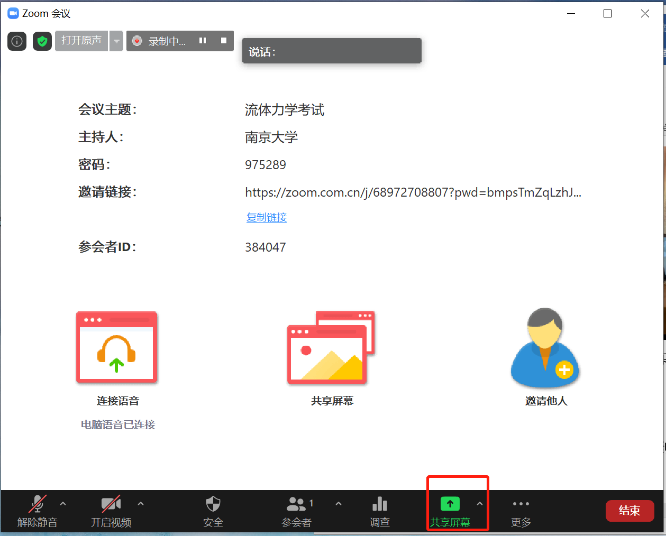 Zoom 会议
打开原声
录制中...
说话:
会议主题: 流体力学考试
主持人: 南京大学
密码: 975289
邀请链接: https://zoom.com.cn/j/68972708807?pwd=bmpsTmZqLzhJ...
复制链接
参会者ID: 384047
连接语音 共享屏幕 邀请他人
电脑语音已连接
1
解除静音 开启视频 安全 参会者 调查 共享屏幕 更多 结束